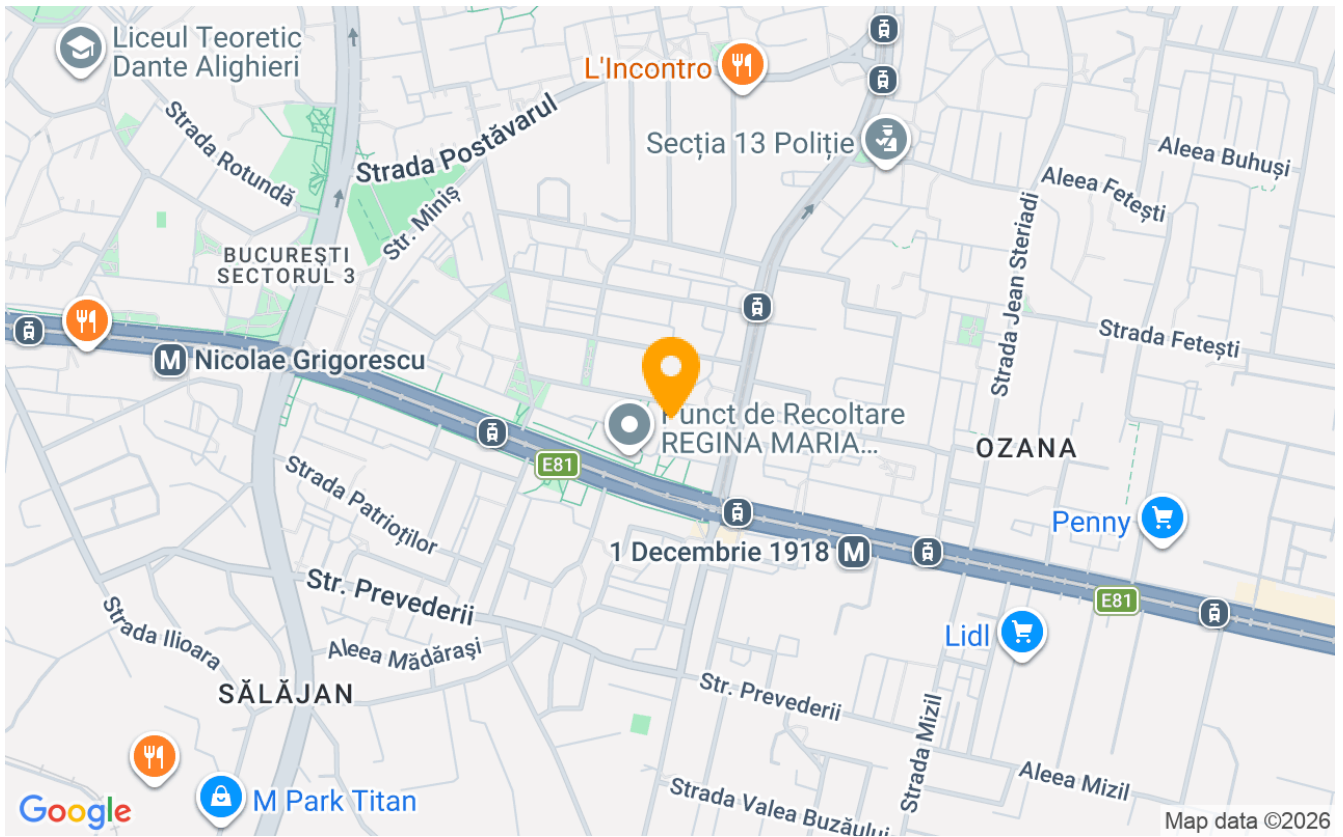 Liceul Teoretic
Dante Alighieri
L'Incontro
Strada Postăvarul
Secția 13 Poliție
Strada Rotundă
Str. Miniș
Aleea Buhuși
Aleea Fetești
Strada Jean Steriadi
BUCUREȘTI
SECTORUL 3
Strada Fetești
M Nicolae Grigorescu
Punct de Recoltare
REGINA MARIA...
OZANA
E81
Strada Patrioților
Penny
1 Decembrie 1918 M
Str. Prevederii
E81
Strada Ilioara
Aleea Mădărași
Lidl
SĂLĂJAN
Str. Prevederii
Strada Mizil
Aleea Mizil
Strada Valea Buzăului
M Park Titan
Google
Map data ©2026